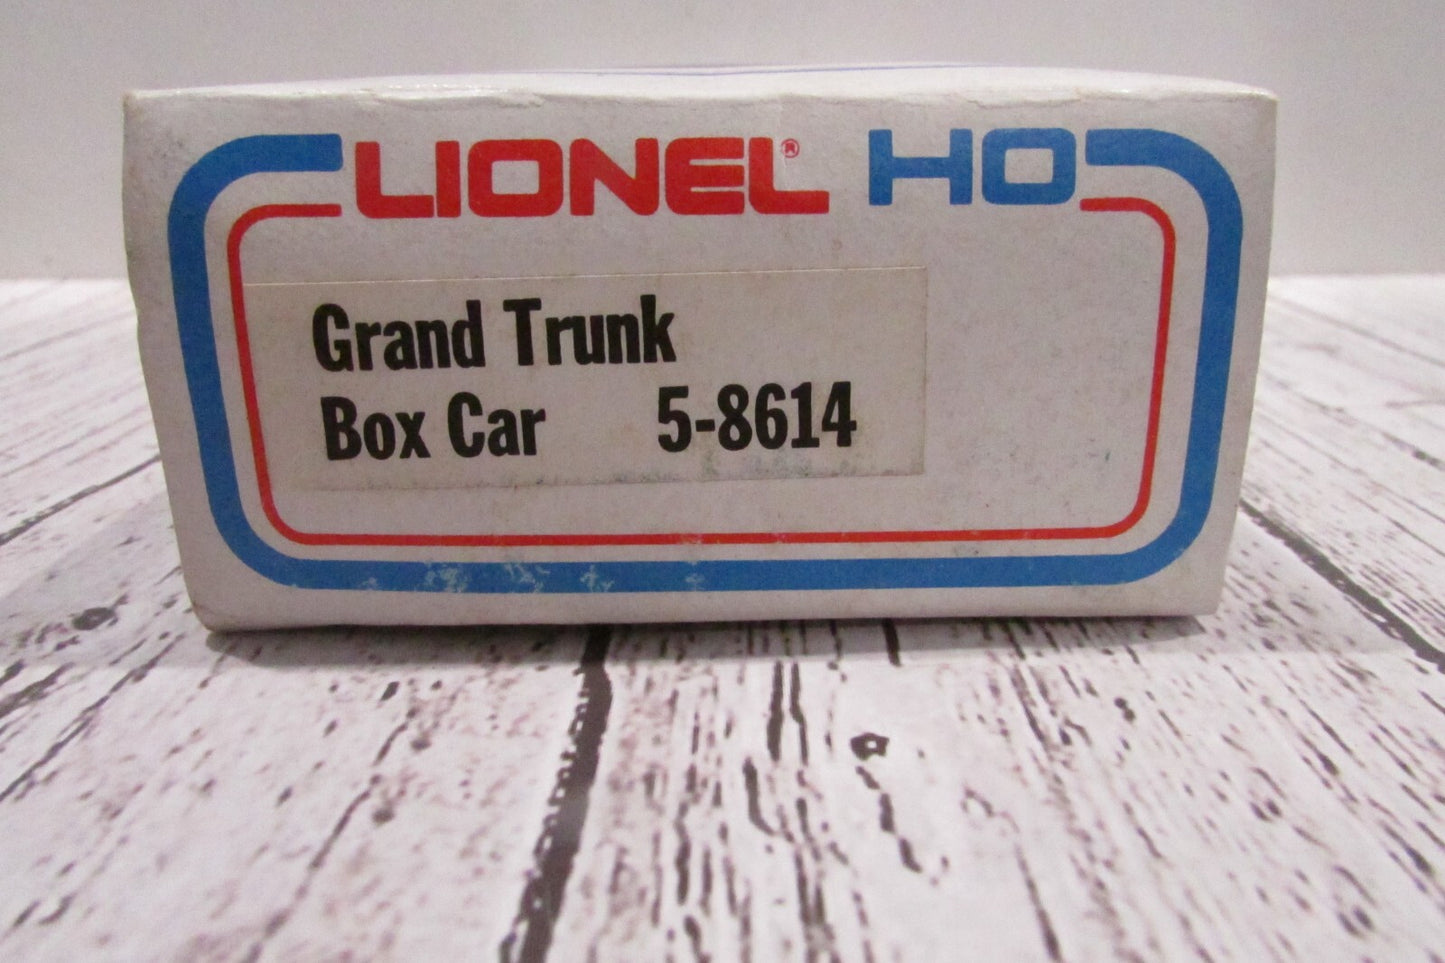 LIONEL® HO
Grand Trunk
Box Car 5-8614